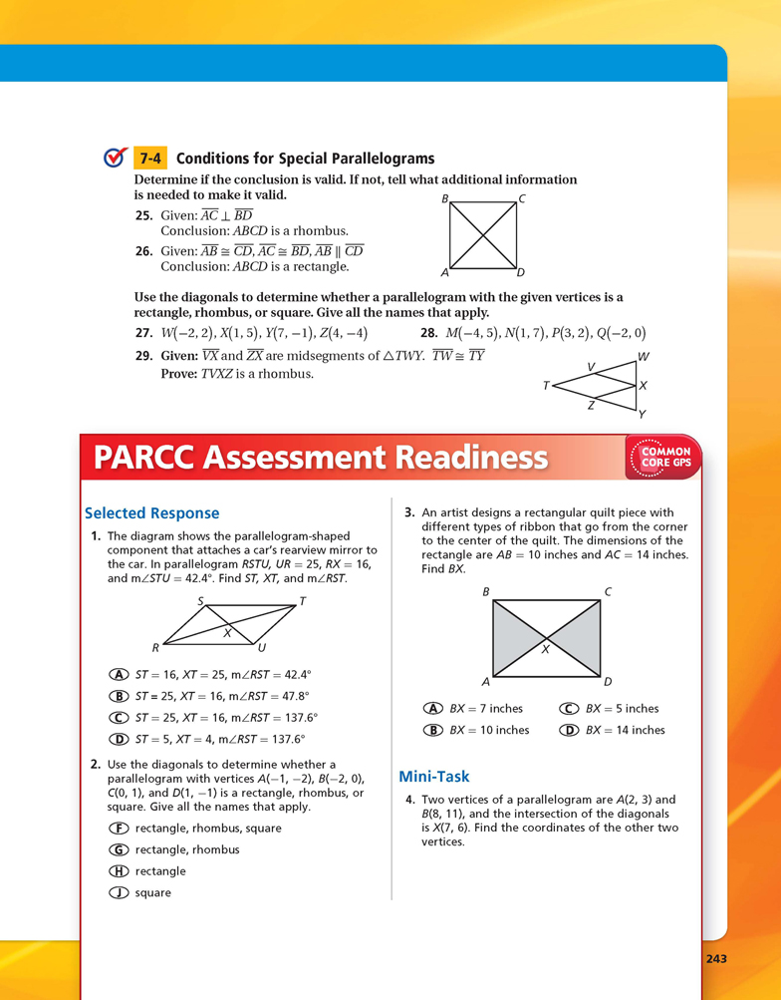 7-4 Conditions for Special Parallelograms
Determine if the conclusion is valid. If not, tell what additional information
is needed to make it valid.
25. Given: A̅C̅ ⊥ B̅D̅
Conclusion: ABCD is a rhombus.
26. Given: A̅B̅ ≅ C̅D̅, A̅C̅ ≅ B̅D̅, A̅B̅ ∥ C̅D̅
Conclusion: ABCD is a rectangle.
B C
A D
Use the diagonals to determine whether a parallelogram with the given vertices is a
rectangle, rhombus, or square. Give all the names that apply.
27. W(−2, 2), X(1, 5), Y(7, −1), Z(4, −4)
28. M(−4, 5), N(1, 7), P(3, 2), Q(−2, 0)
29. Given: V̅X̅ and Z̅X̅ are midsegments of △TWY. T̅W̅ ≅ T̅Y̅
Prove: TVXZ is a rhombus.
W
V
T X
Z
Y
PARCC Assessment Readiness
COMMON
CORE GPS
Selected Response
1. The diagram shows the parallelogram-shaped
component that attaches a car's rearview mirror to
the car. In parallelogram RSTU, UR = 25, RX = 16,
and m∠STU = 42.4°. Find ST, XT, and m∠RST.
S T
X
R U
A ST = 16, XT = 25, m∠RST = 42.4°
B ST = 25, XT = 16, m∠RST = 47.8°
C ST = 25, XT = 16, m∠RST = 137.6°
D ST = 5, XT = 4, m∠RST = 137.6°
2. Use the diagonals to determine whether a
parallelogram with vertices A(−1, −2), B(−2, 0),
C(0, 1), and D(1, −1) is a rectangle, rhombus, or
square. Give all the names that apply.
F rectangle, rhombus, square
G rectangle, rhombus
H rectangle
J square
3. An artist designs a rectangular quilt piece with
different types of ribbon that go from the corner
to the center of the quilt. The dimensions of the
rectangle are AB = 10 inches and AC = 14 inches.
Find BX.
B C
X
A D
A BX = 7 inches
C BX = 5 inches
B BX = 10 inches
D BX = 14 inches
Mini-Task
4. Two vertices of a parallelogram are A(2, 3) and
B(8, 11), and the intersection of the diagonals
is X(7, 6). Find the coordinates of the other two
vertices.
243